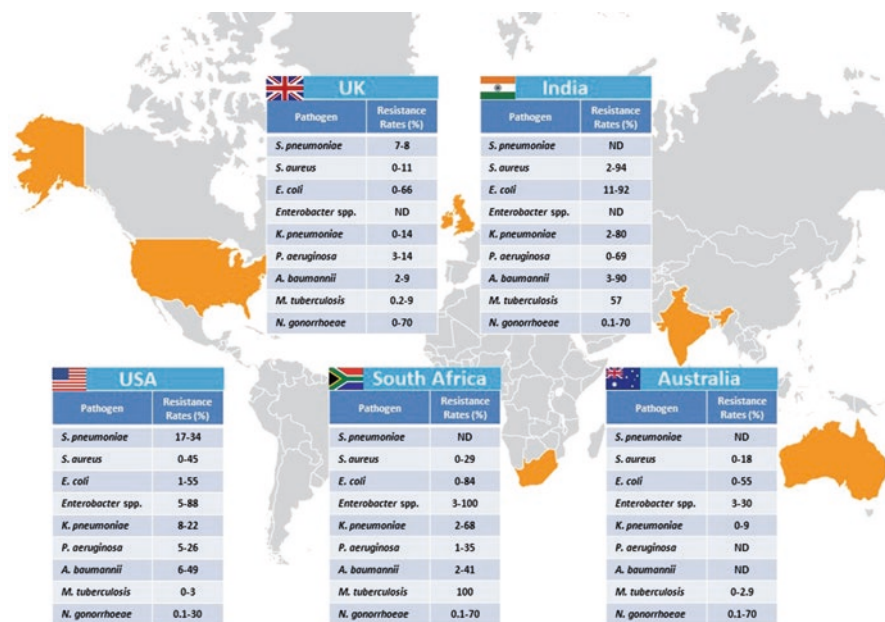 UK
Pathogen Resistance Rates (%)
S. pneumoniae 7-8
S. aureus 0-11
E. coli 0-66
Enterobacter spp. ND
K. pneumoniae 0-14
P. aeruginosa 3-14
A. baumannii 2-9
M. tuberculosis 0.2-9
N. gonorrhoeae 0-70
India
Pathogen Resistance Rates (%)
S. pneumoniae ND
S. aureus 2-94
E. coli 11-92
Enterobacter spp. ND
K. pneumoniae 2-80
P. aeruginosa 0-69
A. baumannii 3-90
M. tuberculosis 57
N. gonorrhoeae 0.1-70
USA
Pathogen Resistance Rates (%)
S. pneumoniae 17-34
S. aureus 0-45
E. coli 1-55
Enterobacter spp. 5-88
K. pneumoniae 8-22
P. aeruginosa 5-26
A. baumannii 6-49
M. tuberculosis 0-3
N. gonorrhoeae 0.1-30
South Africa
Pathogen Resistance Rates (%)
S. pneumoniae ND
S. aureus 0-29
E. coli 0-84
Enterobacter spp. 3-100
K. pneumoniae 2-68
P. aeruginosa 1-35
A. baumannii 2-41
M. tuberculosis 100
N. gonorrhoeae 0.1-70
Australia
Pathogen Resistance Rates (%)
S. pneumoniae ND
S. aureus 0-18
E. coli 0-55
Enterobacter spp. 3-30
K. pneumoniae 0-9
P. aeruginosa ND
A. baumannii ND
M. tuberculosis 0-2.9
N. gonorrhoeae 0.1-70